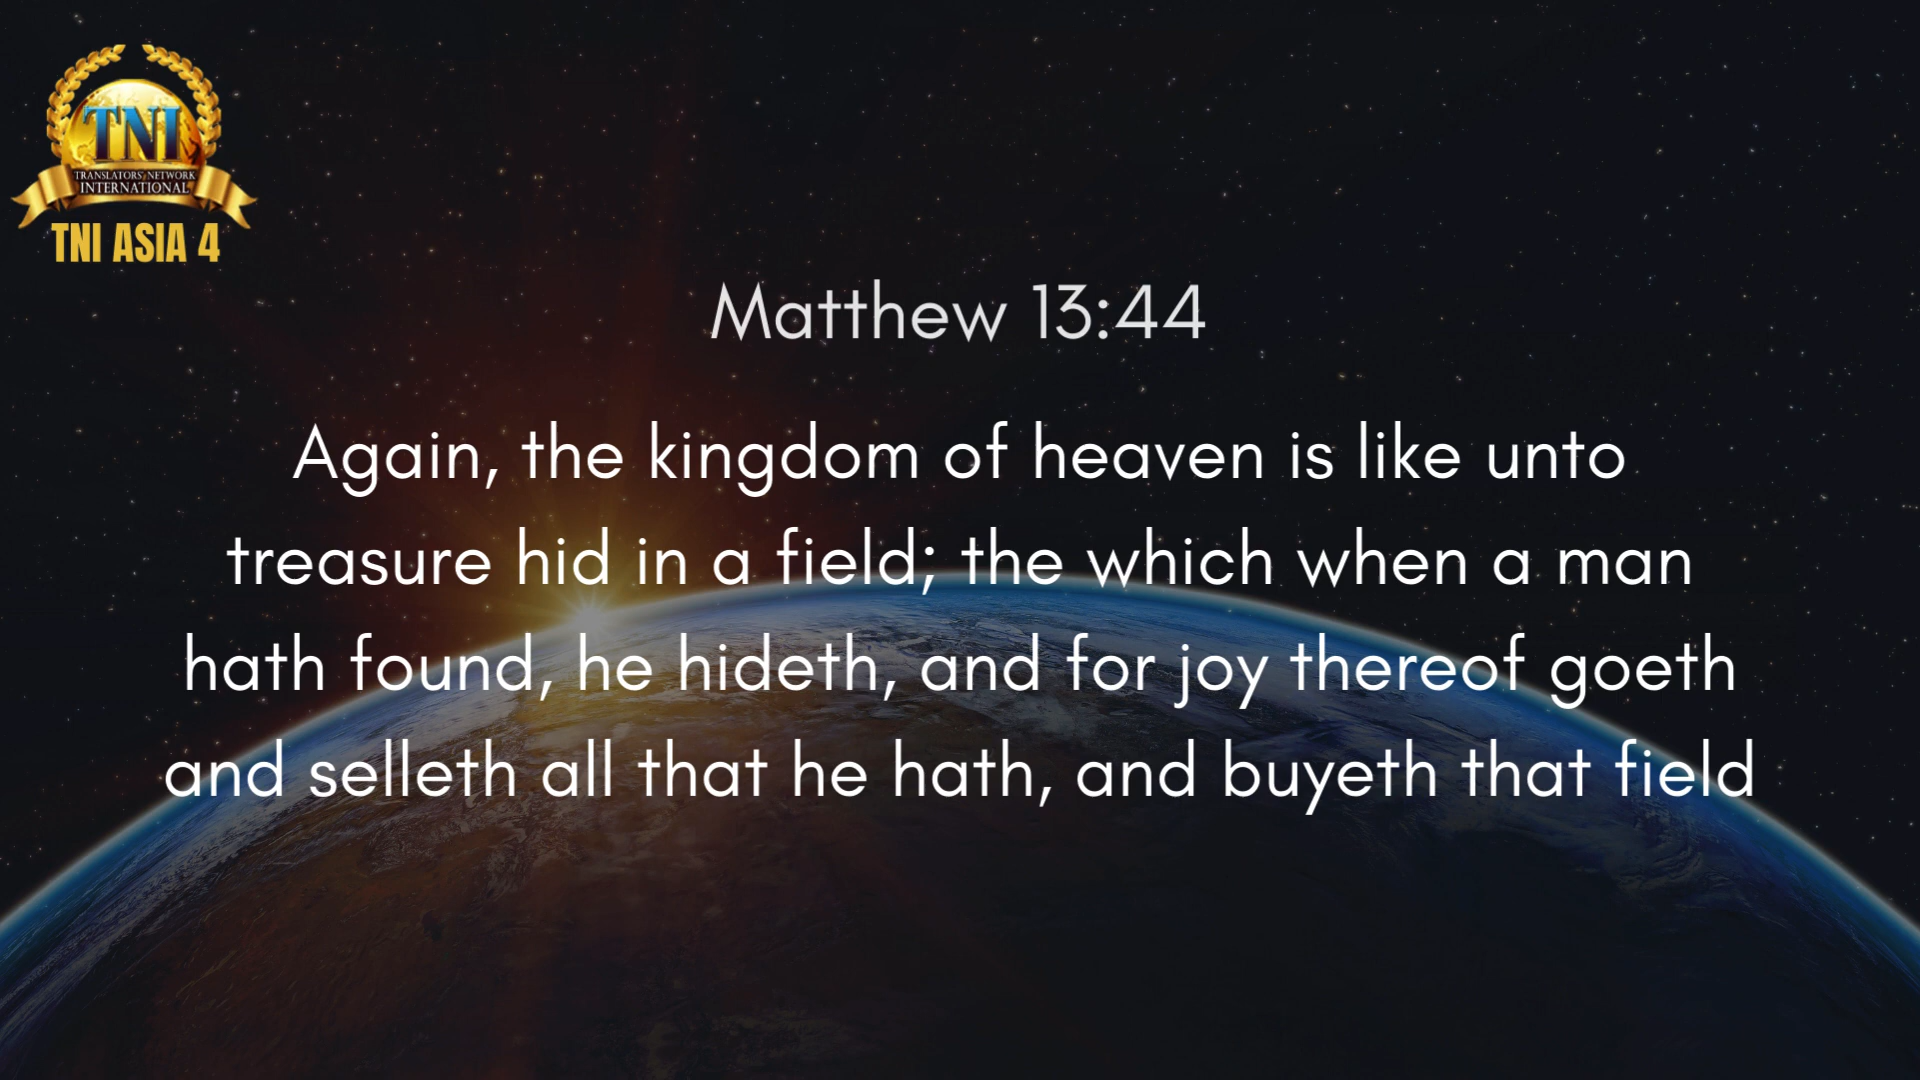 TNI
TRANSLATORS' NETWORK
INTERNATIONAL
TNI ASIA 4
Matthew 13:44
Again, the kingdom of heaven is like unto
treasure hid in a field; the which when a man
hath found, he hideth, and for joy thereof goeth
and selleth all that he hath, and buyeth that field